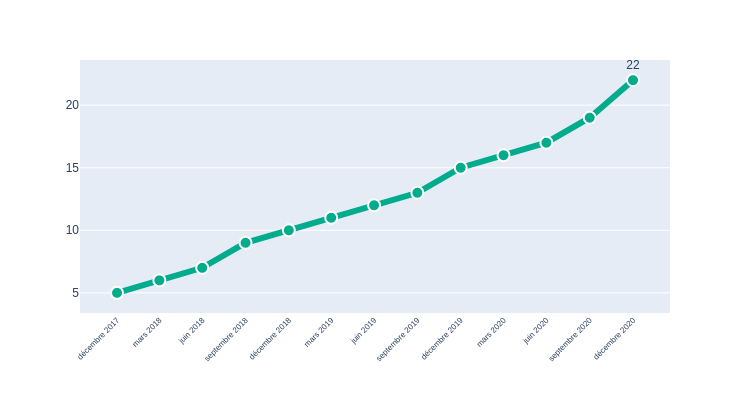 22
20
15
10
5
décembre 2017
mars 2018
juin 2018
septembre 2018
décembre 2018
mars 2019
juin 2019
septembre 2019
décembre 2019
mars 2020
juin 2020
septembre 2020
décembre 2020